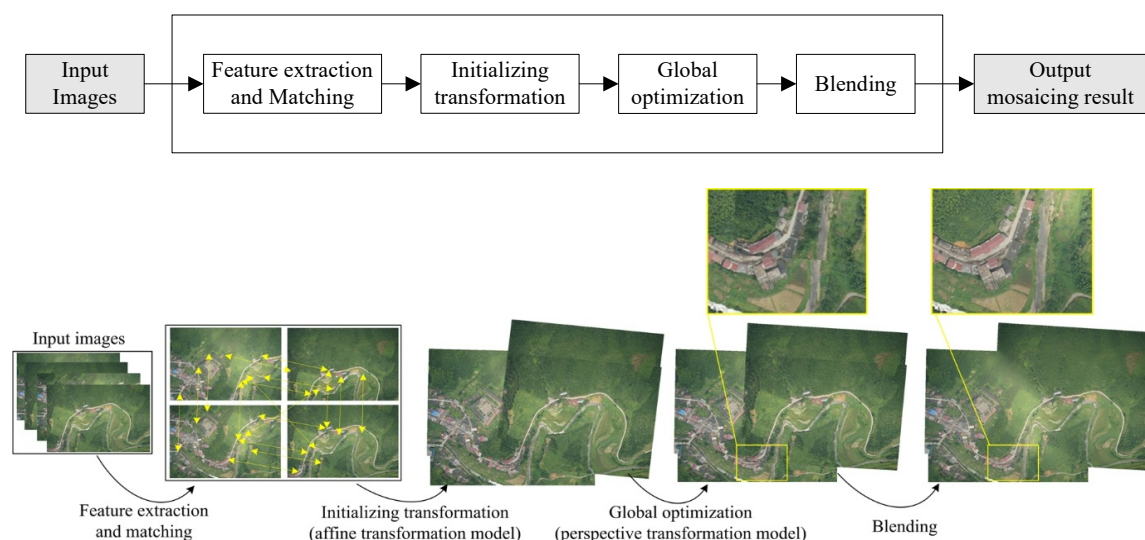 Input
Images
Feature extraction
and Matching
Initializing
transformation
Global
optimization
Blending
Output
mosaicing result
Input images
Feature extraction
and matching
Initializing transformation
(affine transformation model)
Global optimization
(perspective transformation model)
Blending